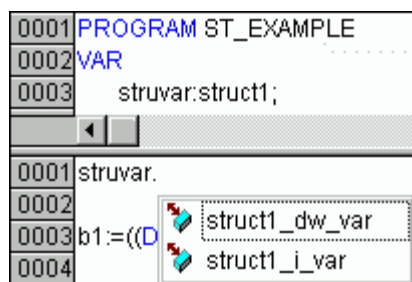 0001 PROGRAM ST_EXAMPLE
0002 VAR
0003 struvar:struct1;
0001 struvar.
0002
struct1_dw_var
0003 b1:=((D
struct1_i_var
0004